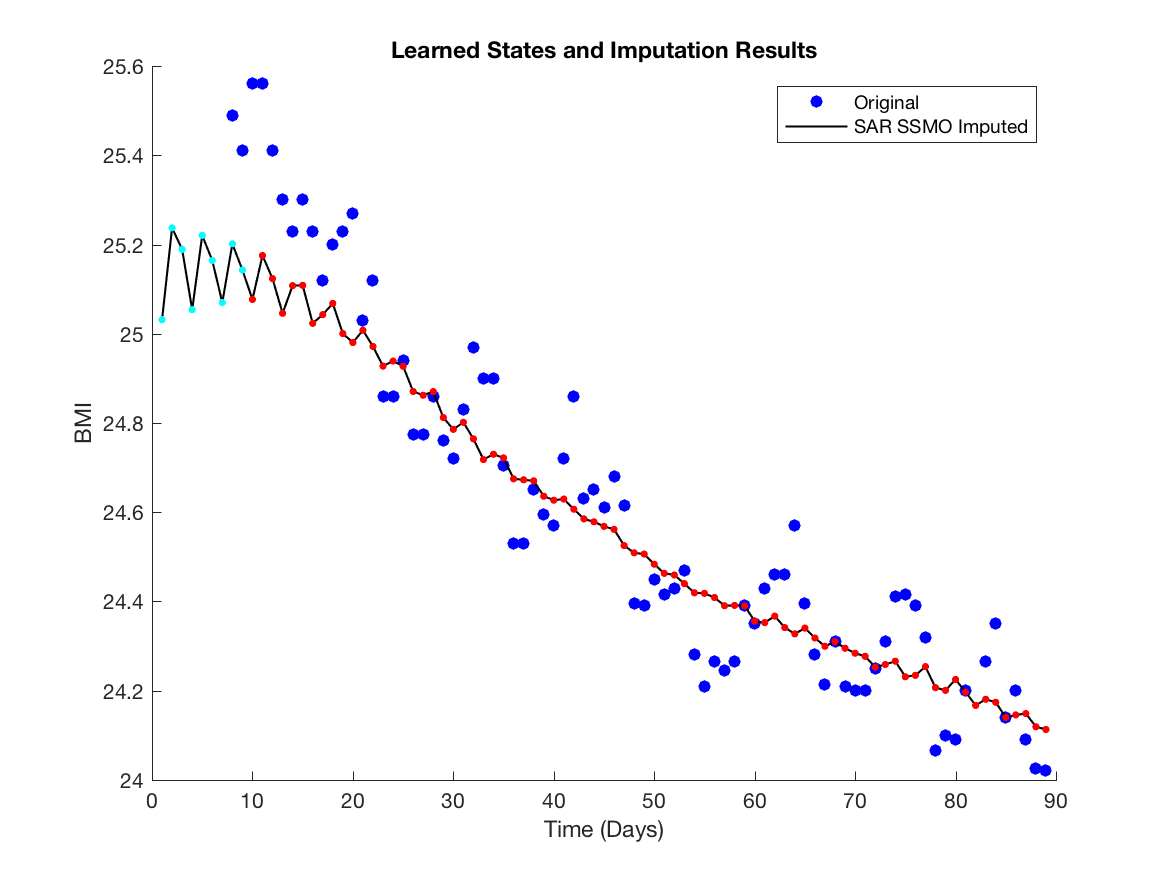 Learned States and Imputation Results
Original
SAR SSMO Imputed
BMI
25.6
25.4
25.2
25
24.8
24.6
24.4
24.2
24
0 10 20 30 40 50 60 70 80 90
Time (Days)